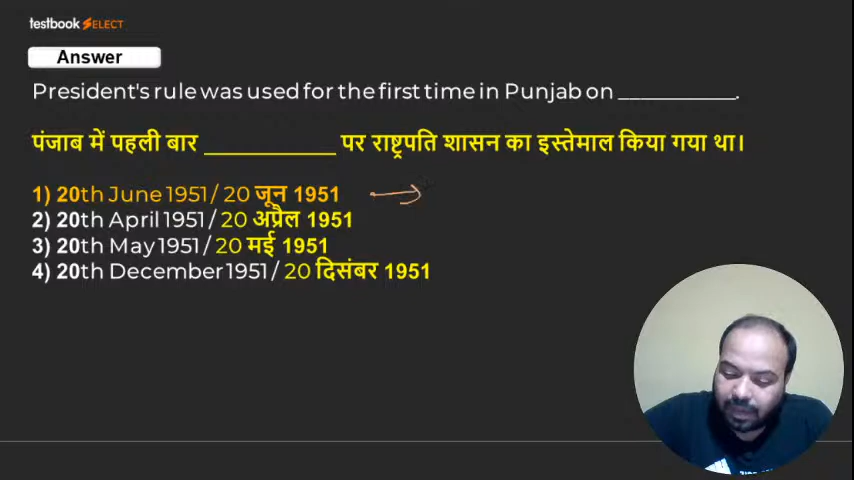 testbook SELECT
Answer
President's rule was used for the first time in Punjab on __________.
पंजाब में पहली बार ___________ पर राष्ट्रपति शासन का इस्तेमाल किया गया था।
1) 20th June 1951 / 20 जून 1951
2) 20th April 1951 / 20 अप्रैल 1951
3) 20th May 1951 / 20 मई 1951
4) 20th December 1951 / 20 दिसंबर 1951